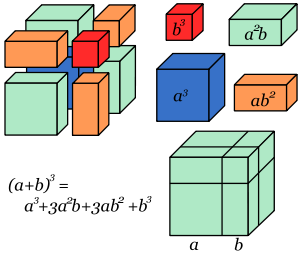 b³
a²b
a³
ab²
(a+b)³ =
a³+3a²b+3ab² +b³
a b